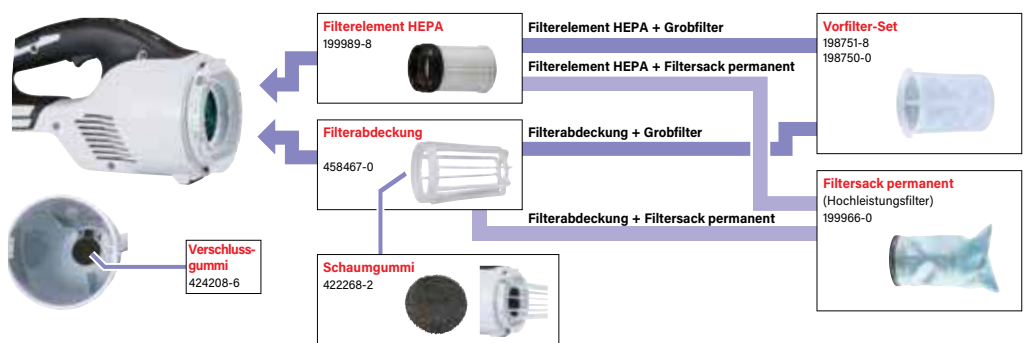 Filterelement HEPA
199989-8
Filterelement HEPA + Grobfilter
Filterelement HEPA + Filtersack permanent
Vorfilter-Set
198751-8
198750-0
Filterabdeckung
458467-0
Filterabdeckung + Grobfilter
Filterabdeckung + Filtersack permanent
Filtersack permanent
(Hochleistungsfilter)
199966-0
Verschluss-
gummi
424208-6
Schaumgummi
422268-2